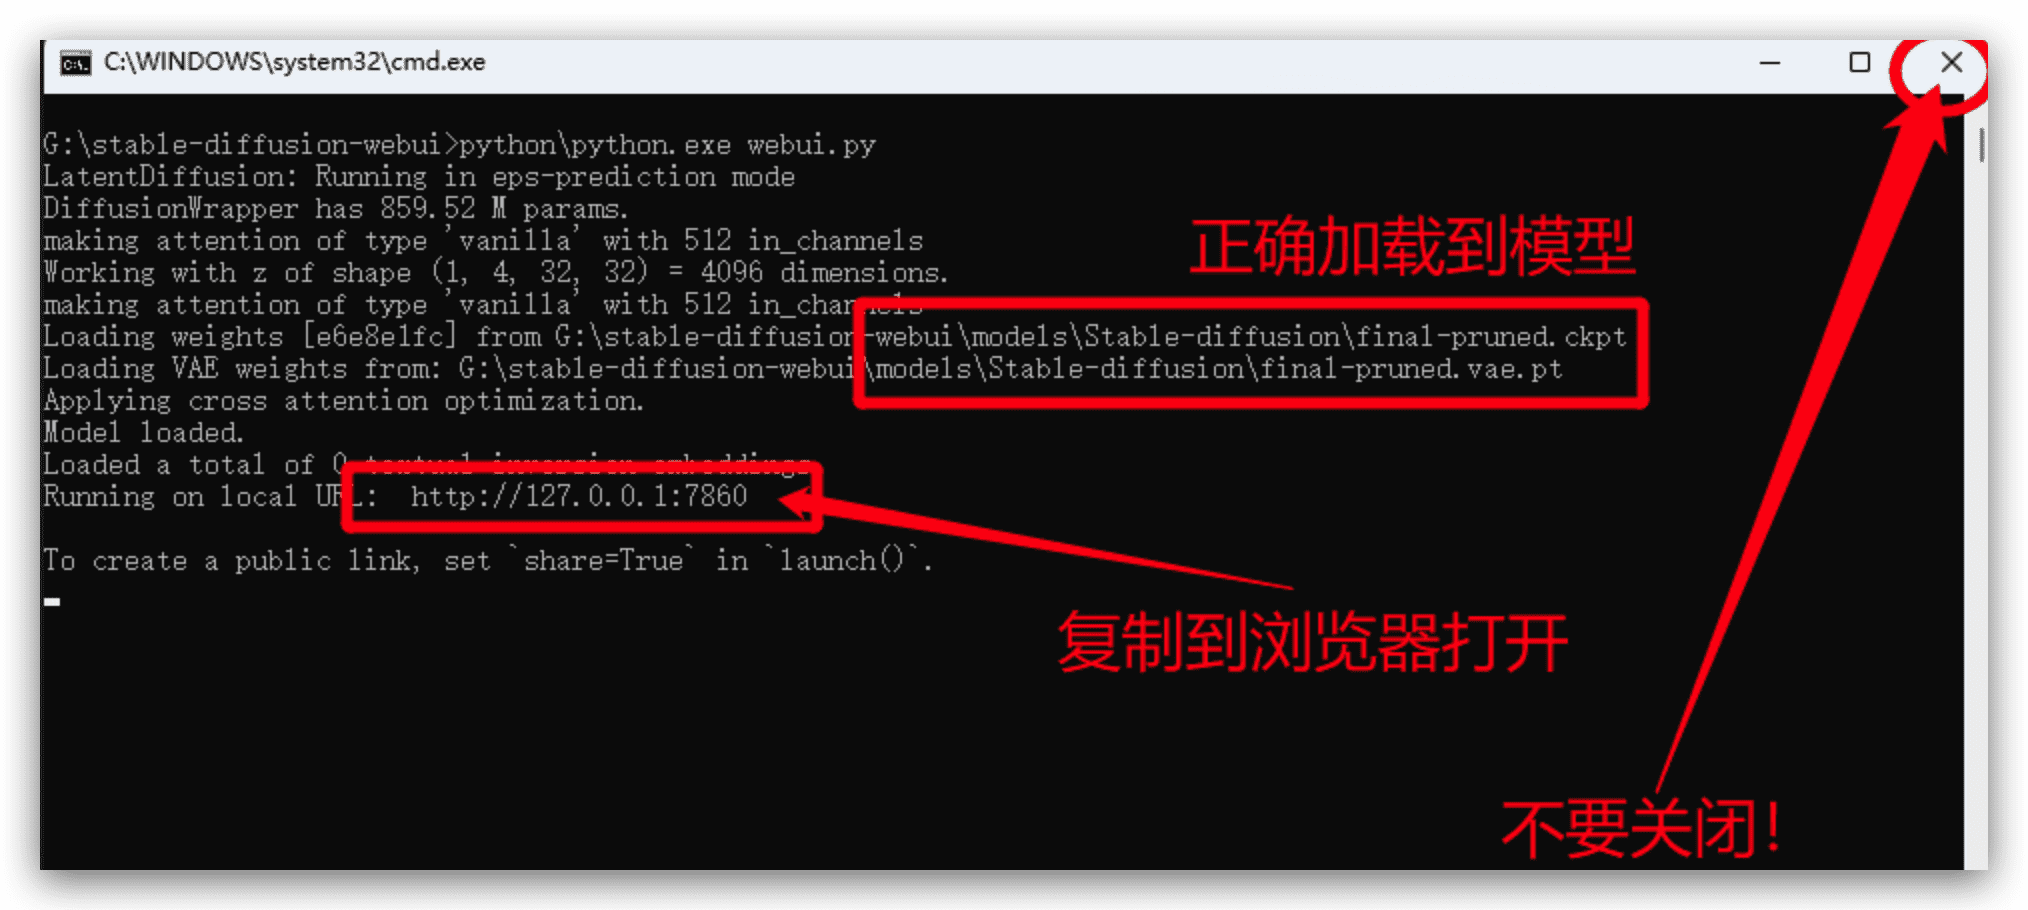 C:\WINDOWS\system32\cmd.exe
G:\stable-diffusion-webui>python\python.exe webui.py
LatentDiffusion: Running in eps-prediction mode
DiffusionWrapper has 859.52 M params.
making attention of type 'vanilla' with 512 in_channels
Working with z of shape (1, 4, 32, 32) = 4096 dimensions.
making attention of type 'vanilla' with 512 in_channels
Loading weights [e6e8e1fc] from G:\stable-diffusion-webui\models\Stable-diffusion\final-pruned.ckpt
Loading VAE weights from: G:\stable-diffusion-webui\models\Stable-diffusion\final-pruned.vae.pt
Applying cross attention optimization.
Model loaded.
Loaded a total of 0 textual inversion embeddings
Running on local URL:  http://127.0.0.1:7860
To create a public link, set `share=True` in `launch()`.
正确加载到模型
复制到浏览器打开
不要关闭！